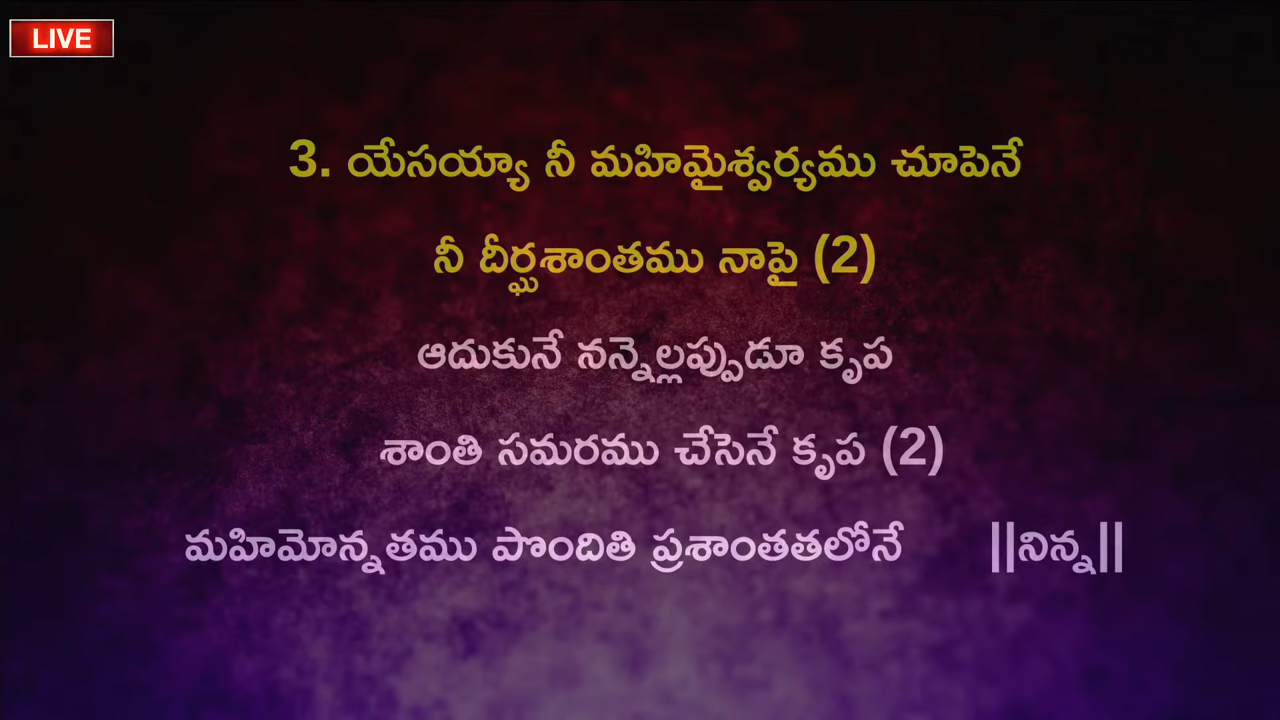 LIVE
3. యేసయ్యా నీ మహిమైశ్వర్యము చూపెనే
నీ దీర్ఘశాంతము నాపై (2)
ఆదుకునే నన్నెల్లప్పుడూ కృప
శాంతి సమరము చేసెనే కృప (2)
మహిమోన్నతము పొందితి ప్రశాంతతలోనే ||నిన్న||